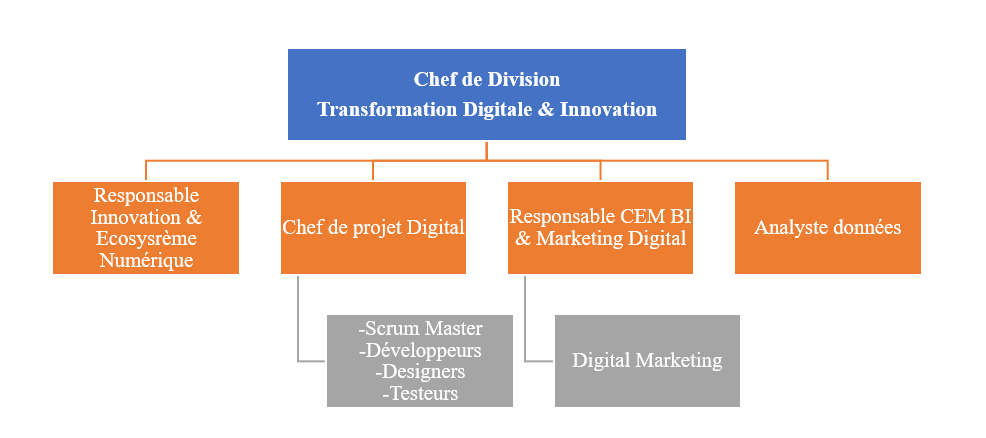 Chef de Division
Transformation Digitale & Innovation
Responsable
Innovation &
Ecosysrème
Numérique
Chef de projet Digital
Responsable CEM BI
& Marketing Digital
Analyste données
-Scrum Master
-Développeurs
-Designers
-Testeurs
Digital Marketing